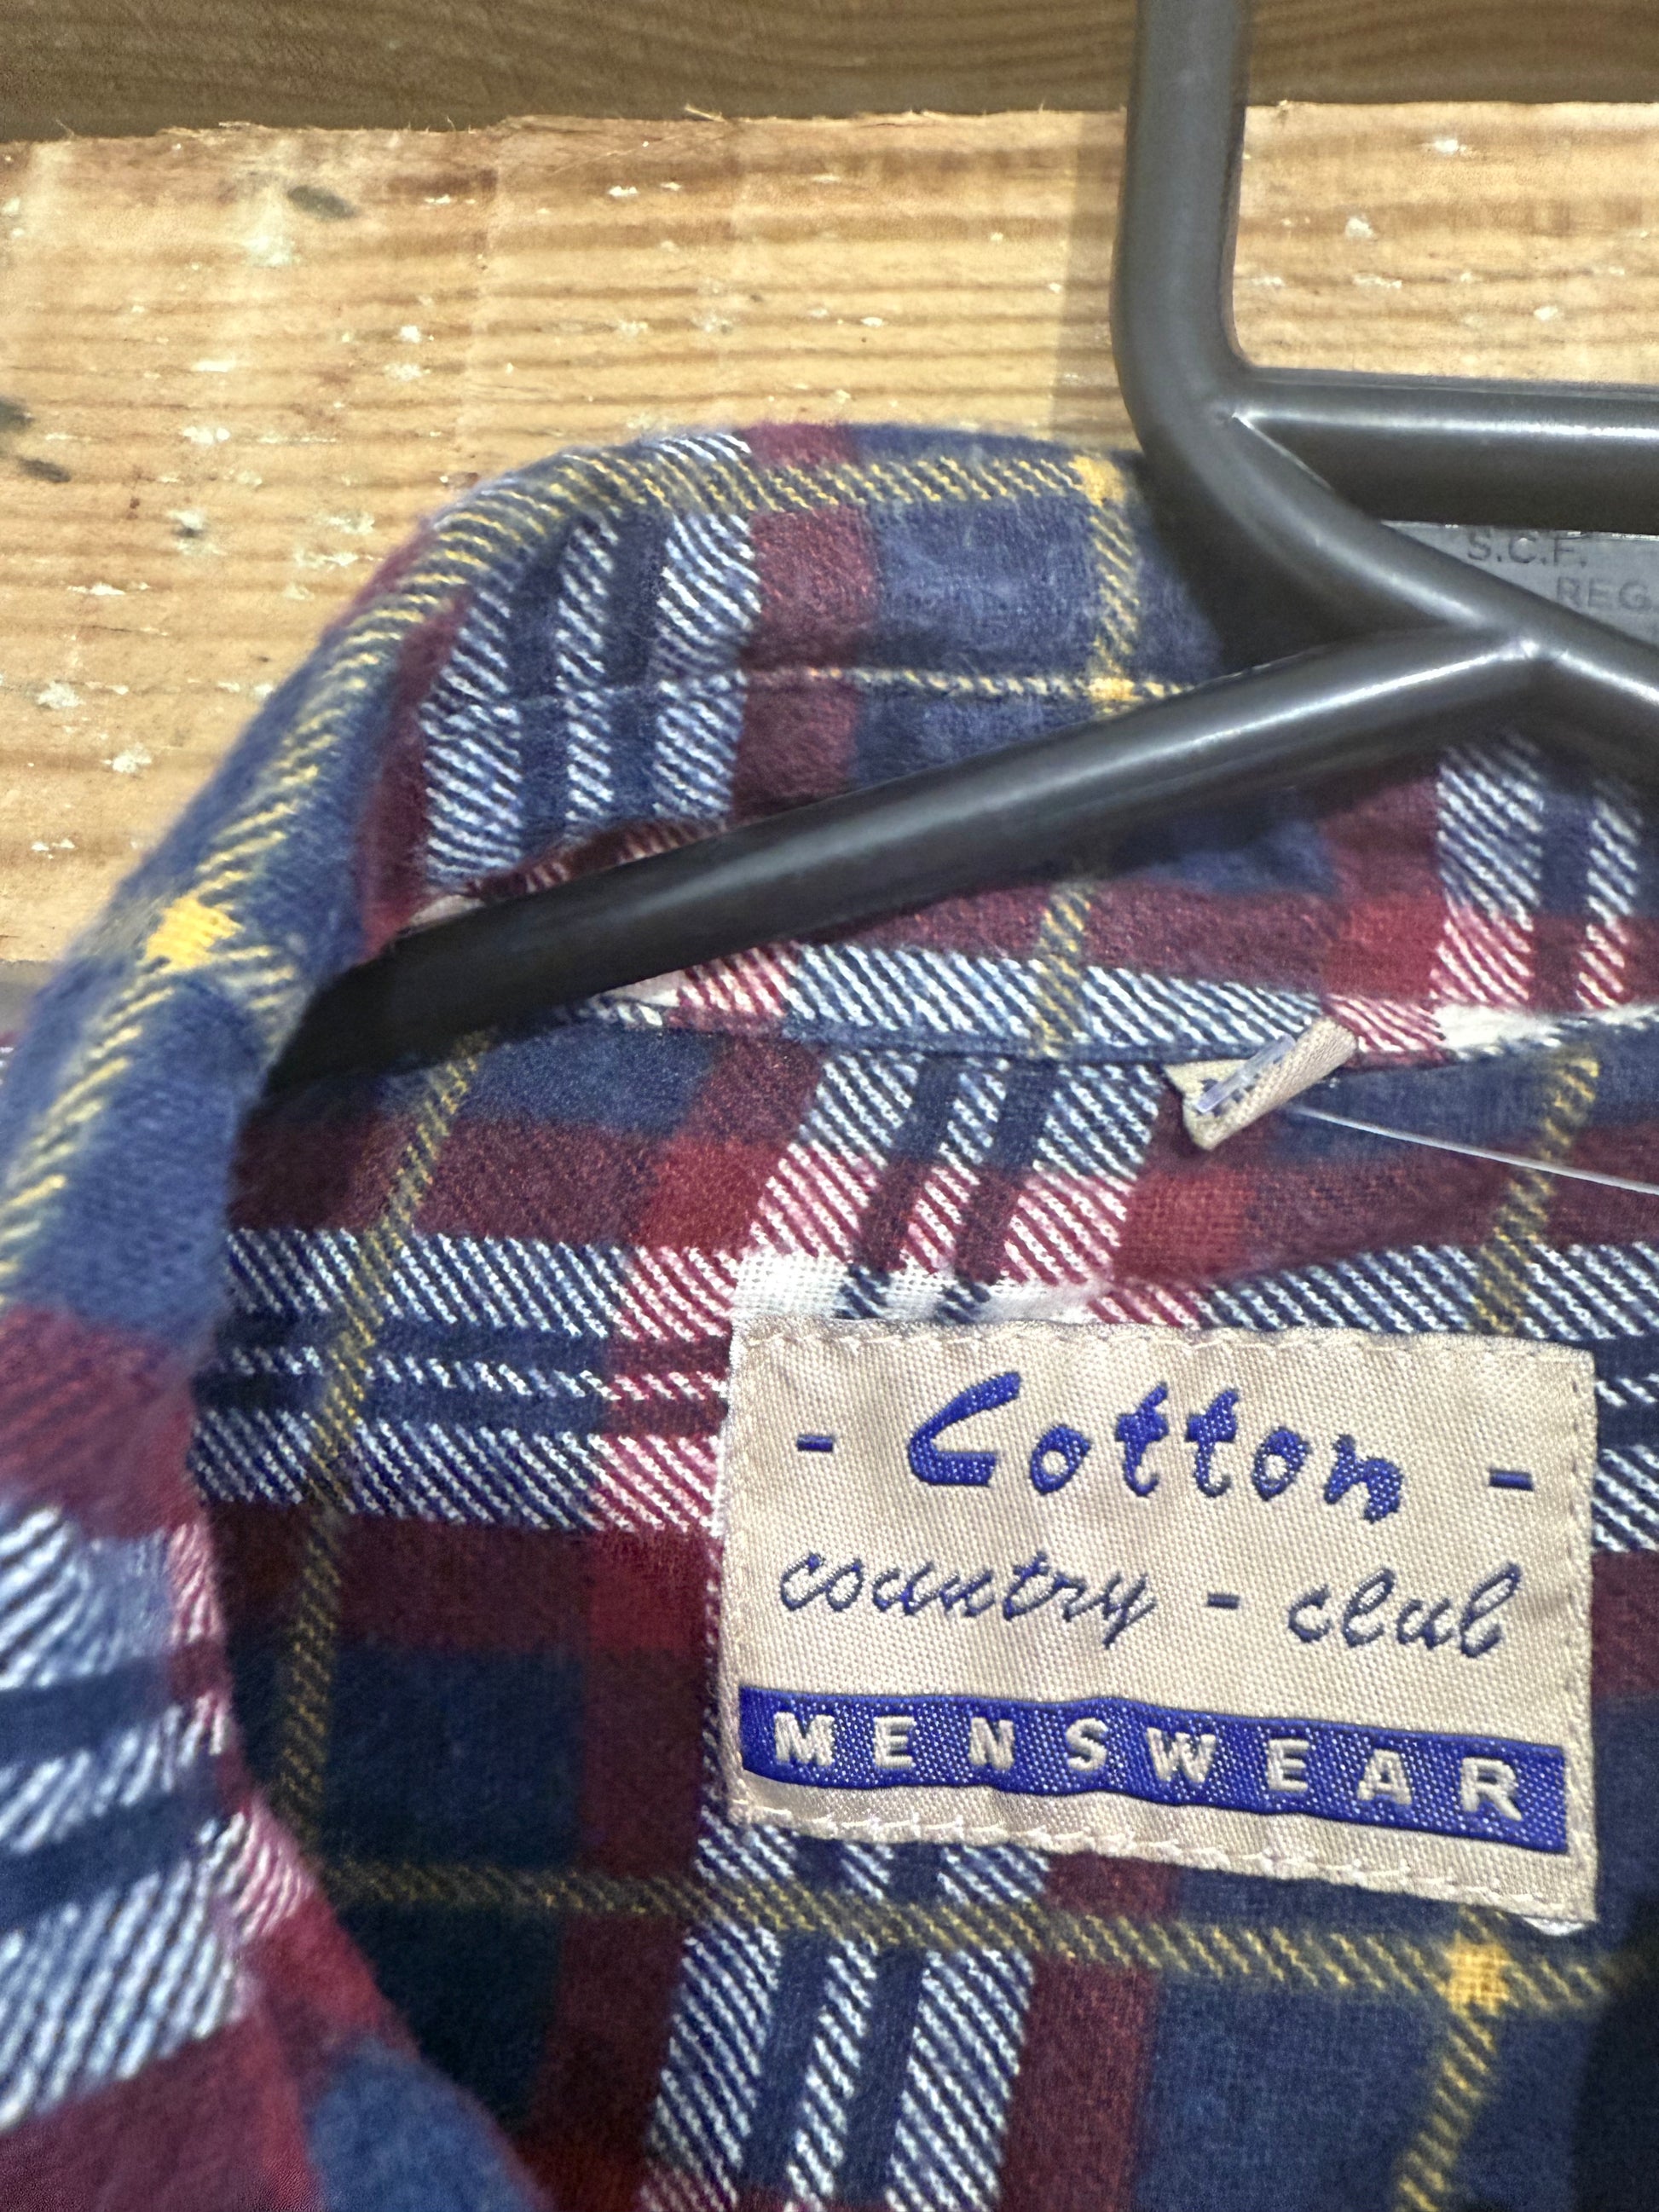 S.C.F.
REG.
- Cotton -
country - club
MENSWEAR